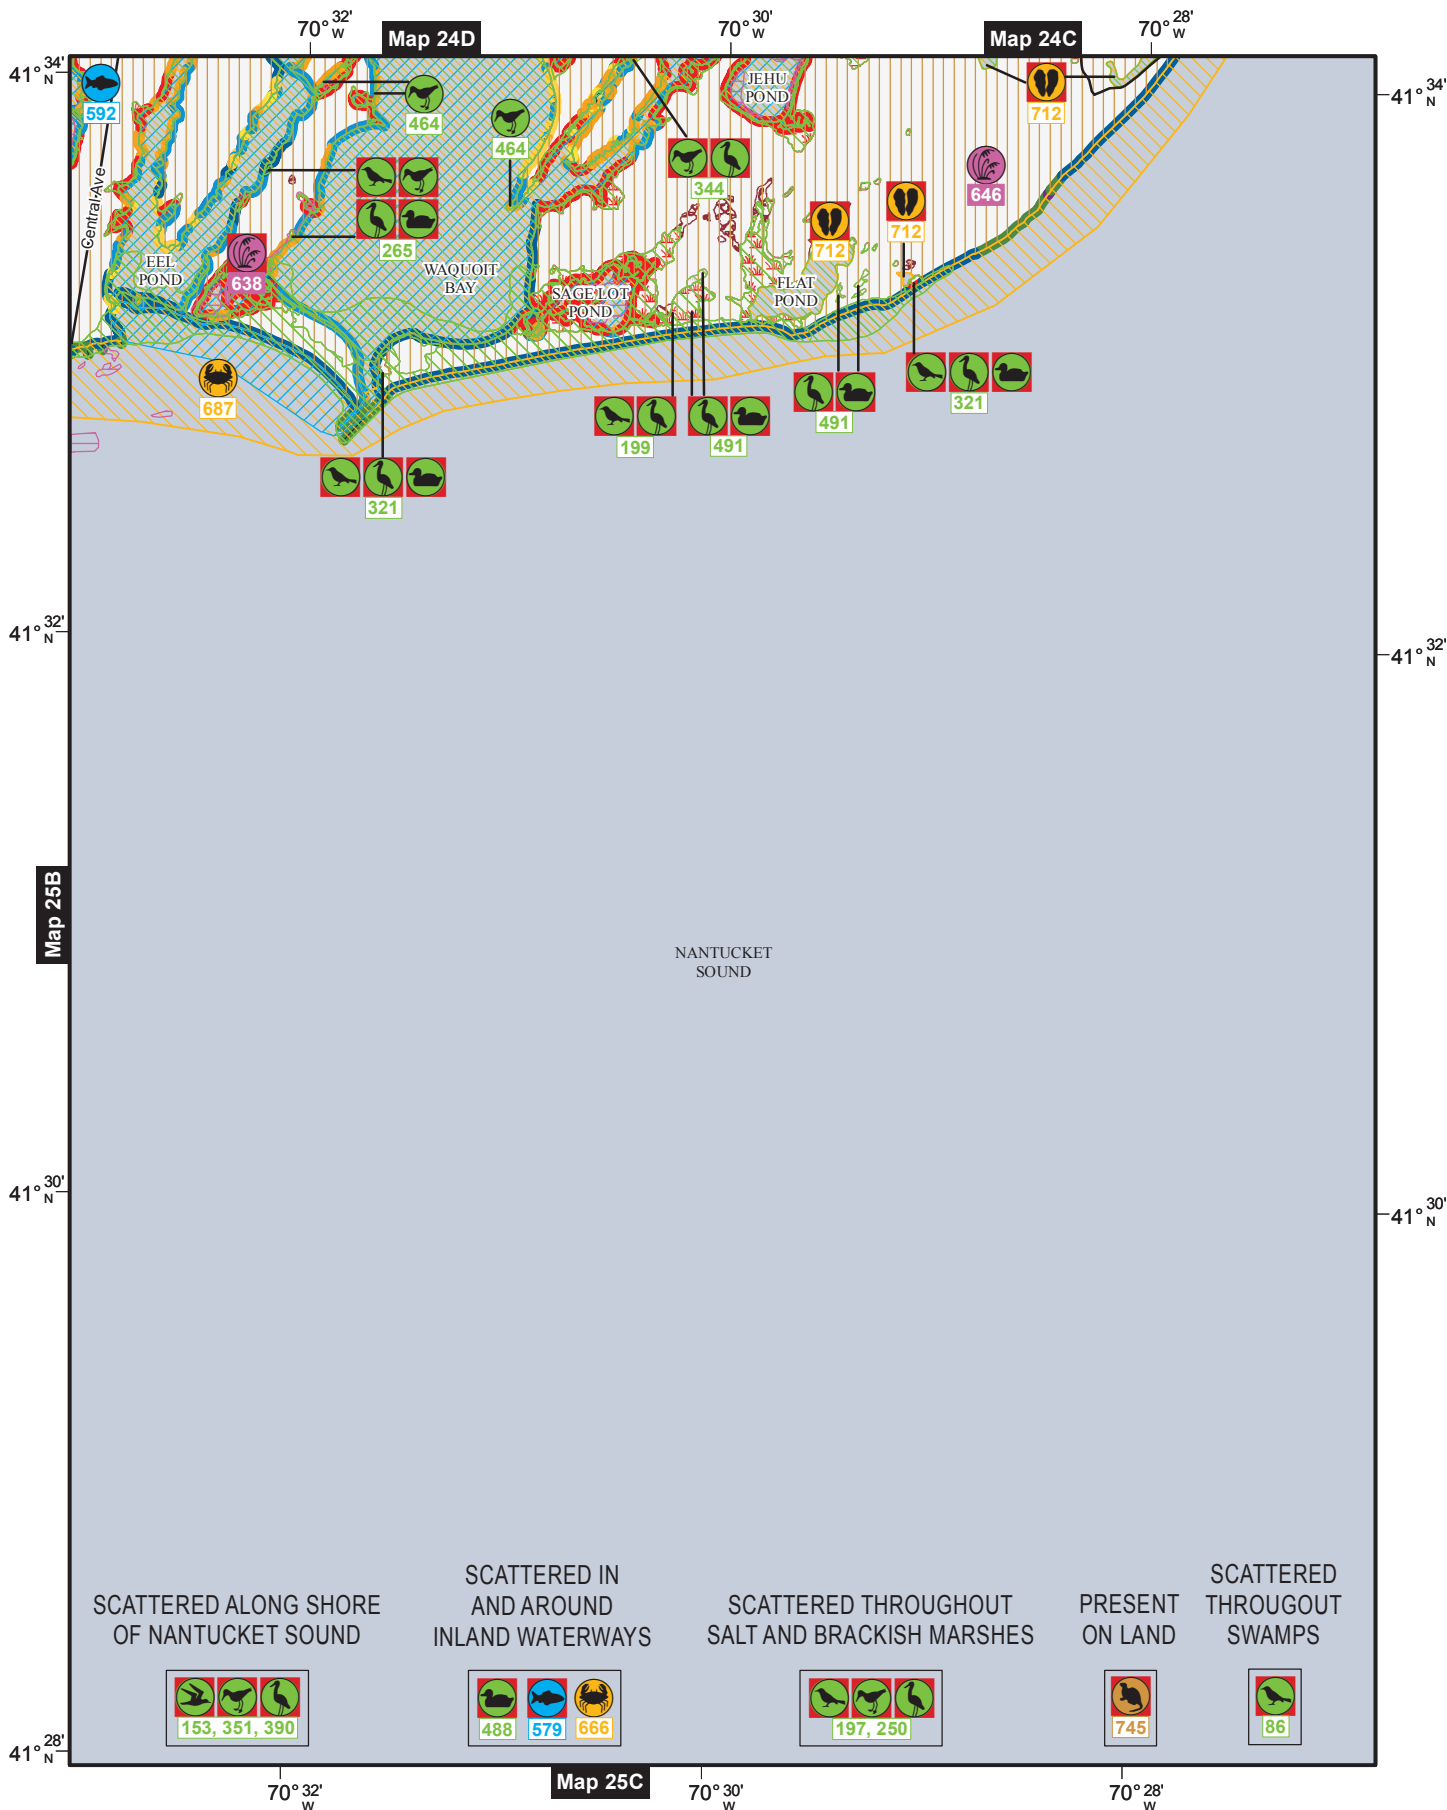 70° 32' W
Map 24D
70° 30' W
Map 24C
70° 28' W
41° 34' N
41° 34' N
592
464
464
JEHU
POND
712
344
Central Ave
646
712
712
265
EEL
POND
638
WAQUOIT
BAY
SAGE LOT
POND
FLAT
POND
687
321
491
199
491
321
41° 32' N
41° 32' N
Map 25B
NANTUCKET
SOUND
41° 30' N
41° 30' N
SCATTERED ALONG SHORE
OF NANTUCKET SOUND
153, 351, 390
SCATTERED IN
AND AROUND
INLAND WATERWAYS
488
579
666
SCATTERED THROUGHOUT
SALT AND BRACKISH MARSHES
197, 250
PRESENT
ON LAND
745
SCATTERED
THROUGOUT
SWAMPS
86
41° 28' N
70° 32' W
Map 25C
70° 30' W
70° 28' W